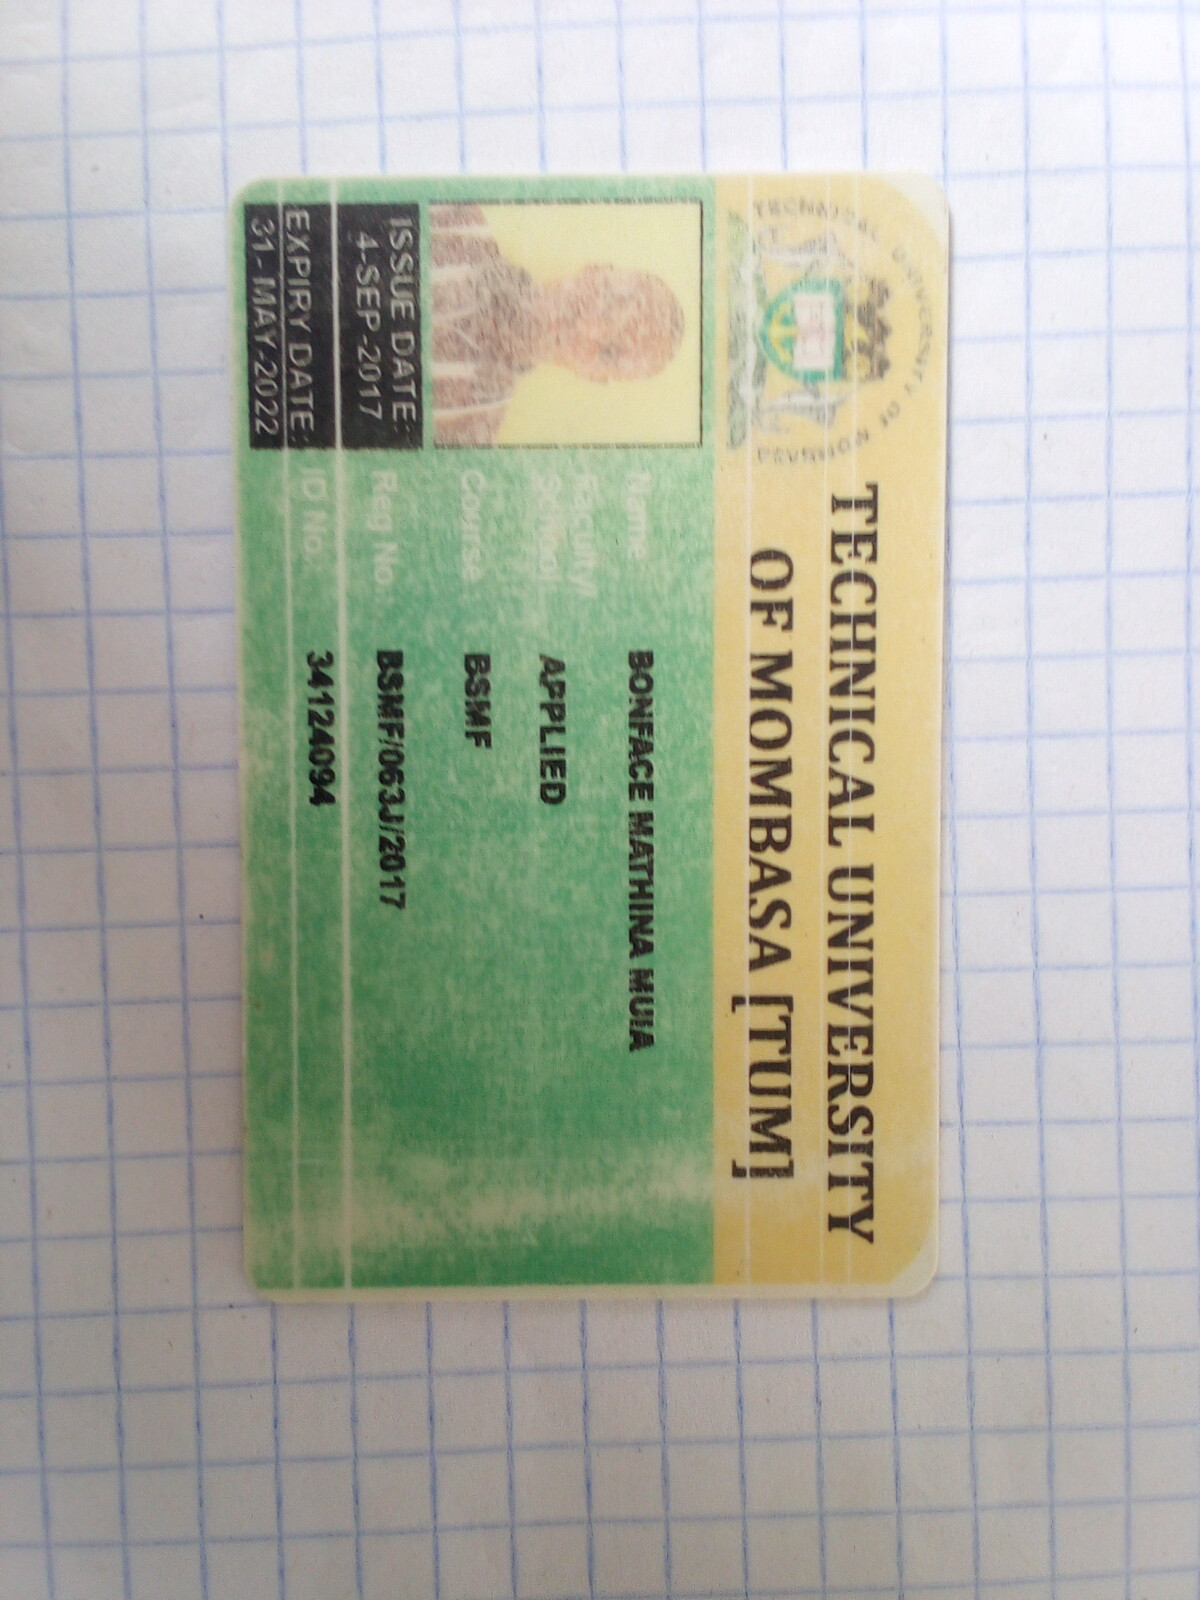 TECHNICAL UNIVERSITY OF MOMBASA
TECHNICAL UNIVERSITY
OF MOMBASA [TUM]
Name BONFACE MATHINA MUIA
Faculty/
School APPLIED
Course BSMF
Reg No. BSMF/063J/2017
ID No. 34124094
ISSUE DATE:
4-SEP-2017
EXPIRY DATE:
31- MAY-2022